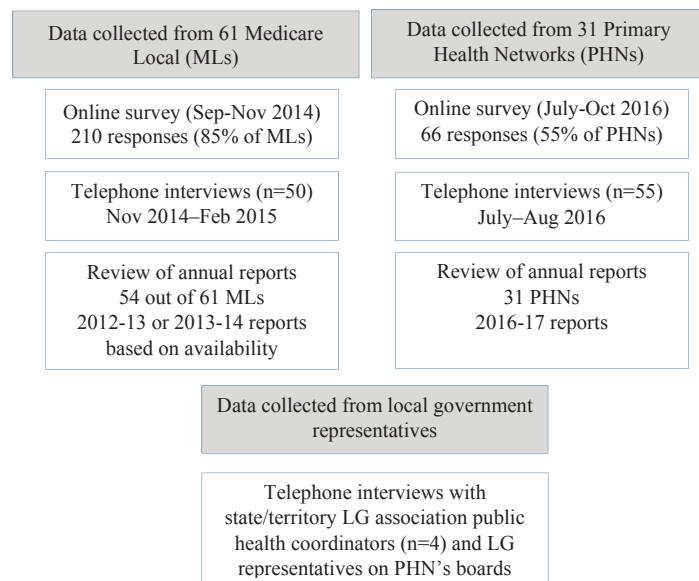 Data collected from 61 Medicare
Local (MLs)
Online survey (Sep-Nov 2014)
210 responses (85% of MLs)
Telephone interviews (n=50)
Nov 2014–Feb 2015
Review of annual reports
54 out of 61 MLs
2012-13 or 2013-14 reports
based on availability
Data collected from 31 Primary
Health Networks (PHNs)
Online survey (July-Oct 2016)
66 responses (55% of PHNs)
Telephone interviews (n=55)
July–Aug 2016
Review of annual reports
31 PHNs
2016-17 reports
Data collected from local government
representatives
Telephone interviews with
state/territory LG association public
health coordinators (n=4) and LG
representatives on PHN’s boards